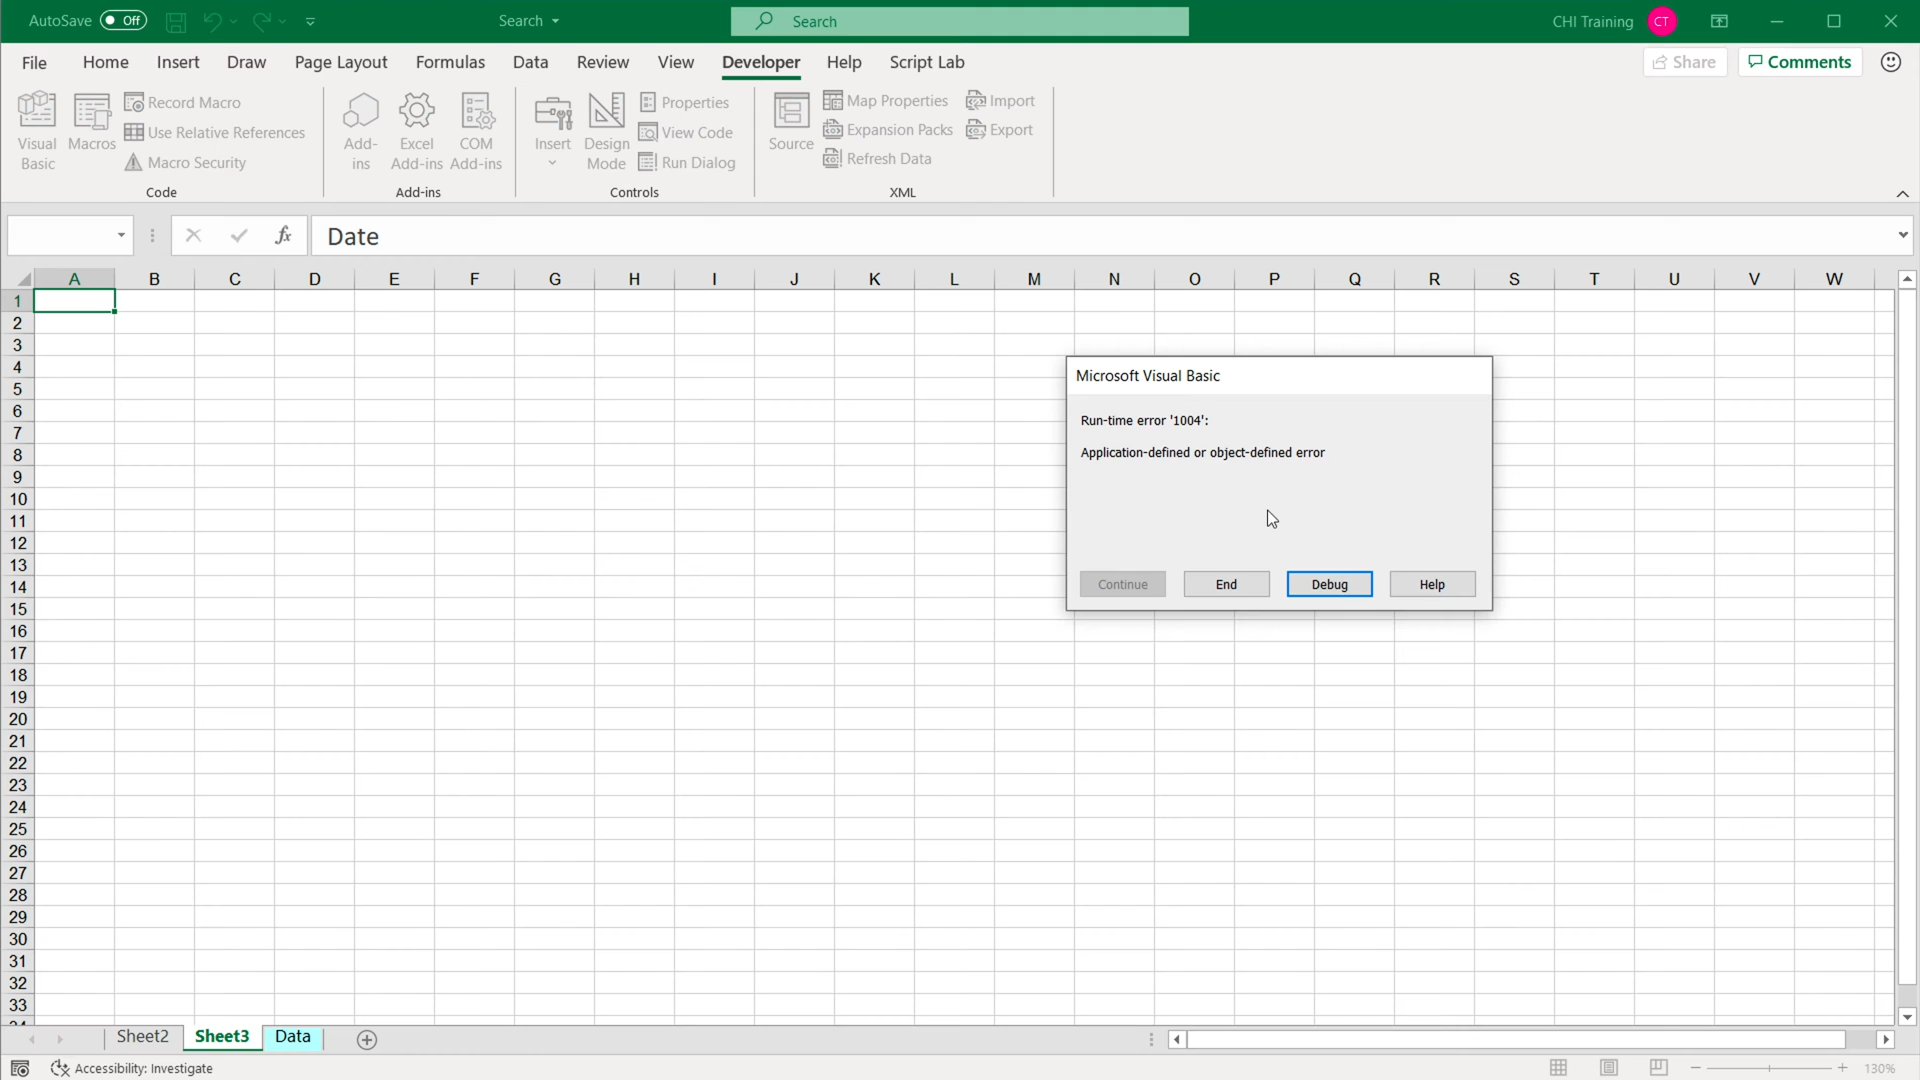 AutoSave Off Search Search CHI Training CT
File Home Insert Draw Page Layout Formulas Data Review View Developer Help Script Lab Share Comments
Visual Basic
Macros
Record Macro
Use Relative References
Macro Security
Code
Add-ins
Excel Add-ins
COM Add-ins
Add-ins
Insert
Design Mode
Properties
View Code
Run Dialog
Controls
Source
Map Properties
Expansion Packs
Refresh Data
Import
Export
XML
fx Date
A B C D E F G H I J K L M N O P Q R S T U V W
1
2
3
4
5
6
7
8
9
10
11
12
13
14
15
16
17
18
19
20
21
22
23
24
25
26
27
28
29
30
31
32
33
34
Microsoft Visual Basic
Run-time error '1004':
Application-defined or object-defined error
Continue End Debug Help
Sheet2 Sheet3 Data
Accessibility: Investigate 130%